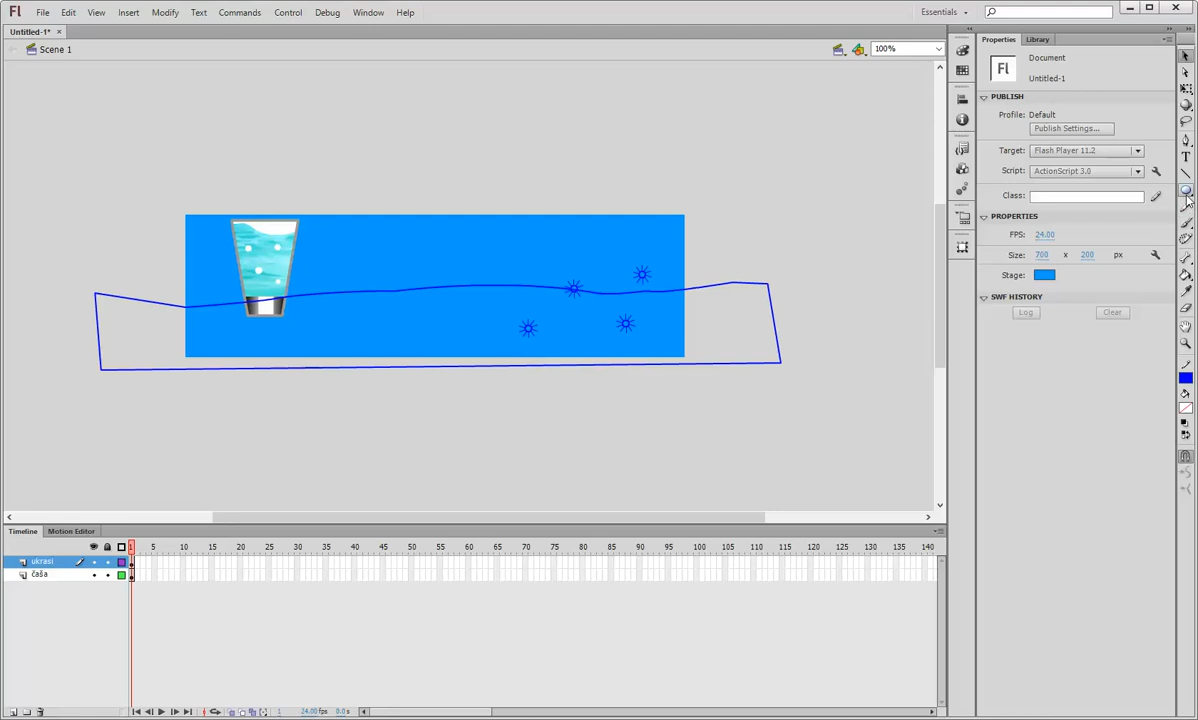 Fl File Edit View Insert Modify Text Commands Control Debug Window Help Essentials
Untitled-1* ×
Scene 1 100%
Properties Library
Fl Document
Untitled-1
PUBLISH
Profile: Default
Publish Settings...
Target: Flash Player 11.2
Script: ActionScript 3.0
Class:
PROPERTIES
FPS: 24.00
Size: 700 x 200 px
Stage:
SWF HISTORY
Log Clear
Timeline Motion Editor
1 5 10 15 20 25 30 35 40 45 50 55 60 65 70 75 80 85 90 95 100 105 110 115 120 125 130 135 140
ukrasi
čaša
1 24.00 fps 0.0 s